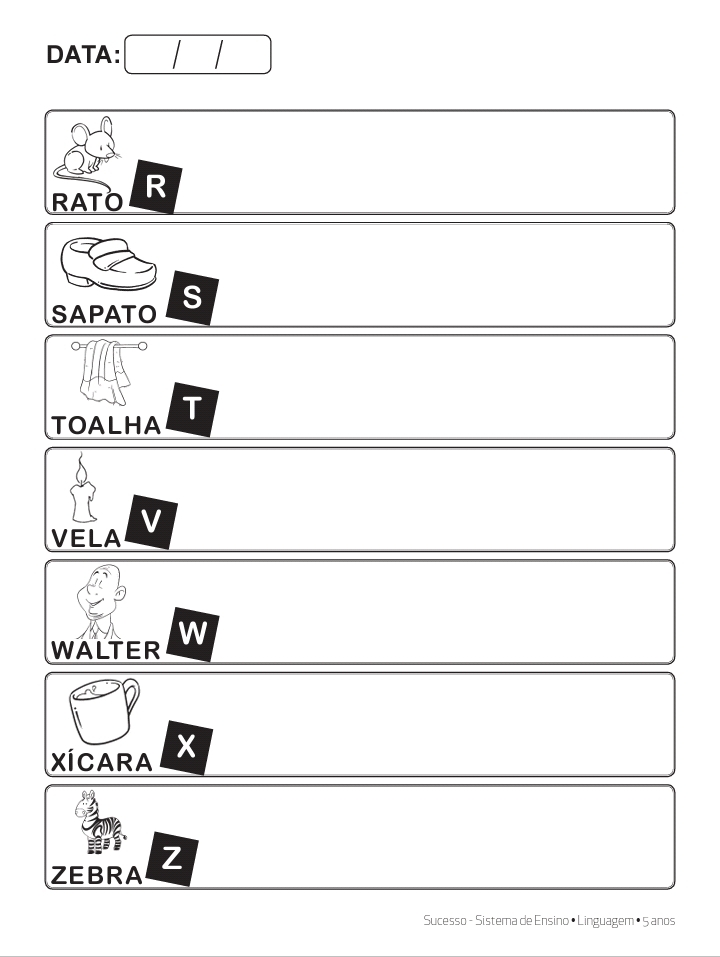 DATA: / /
RATO R
SAPATO S
TOALHA T
VELA V
WALTER W
XÍCARA X
ZEBRA Z
Sucesso - Sistema de Ensino • Linguagem • 5 anos